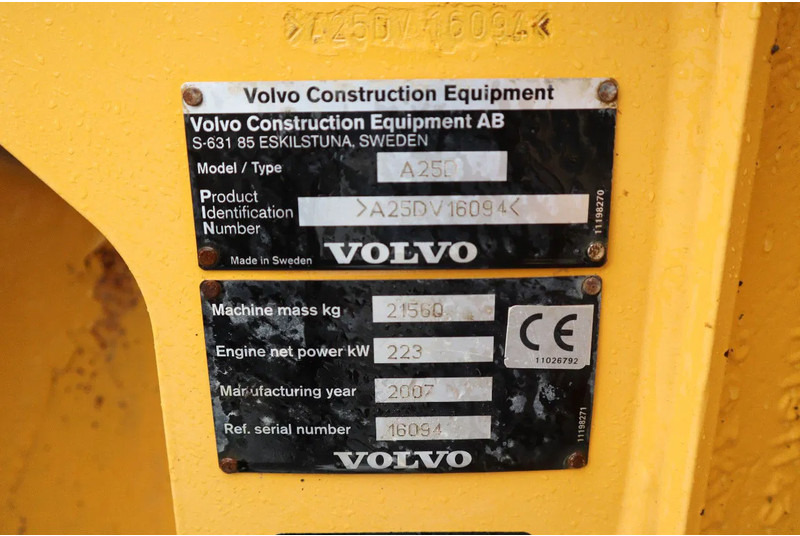 >A25DV16094<
Volvo Construction Equipment
Volvo Construction Equipment AB
S-631 85 ESKILSTUNA, SWEDEN
Model / Type A25D
Product
Identification >A25DV16094<
Number
11198270
Made in Sweden VOLVO
Machine mass kg 21560
CE
Engine net power kW 223
11026792
Manufacturing year 2007
Ref. serial number 16094
11198271
VOLVO